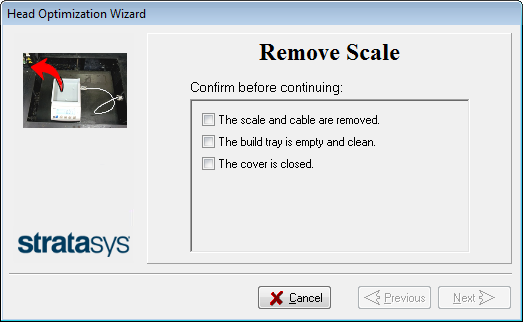 Head Optimization Wizard
Remove Scale
Confirm before continuing:
The scale and cable are removed.
The build tray is empty and clean.
The cover is closed.
stratasys
Cancel
Previous
Next